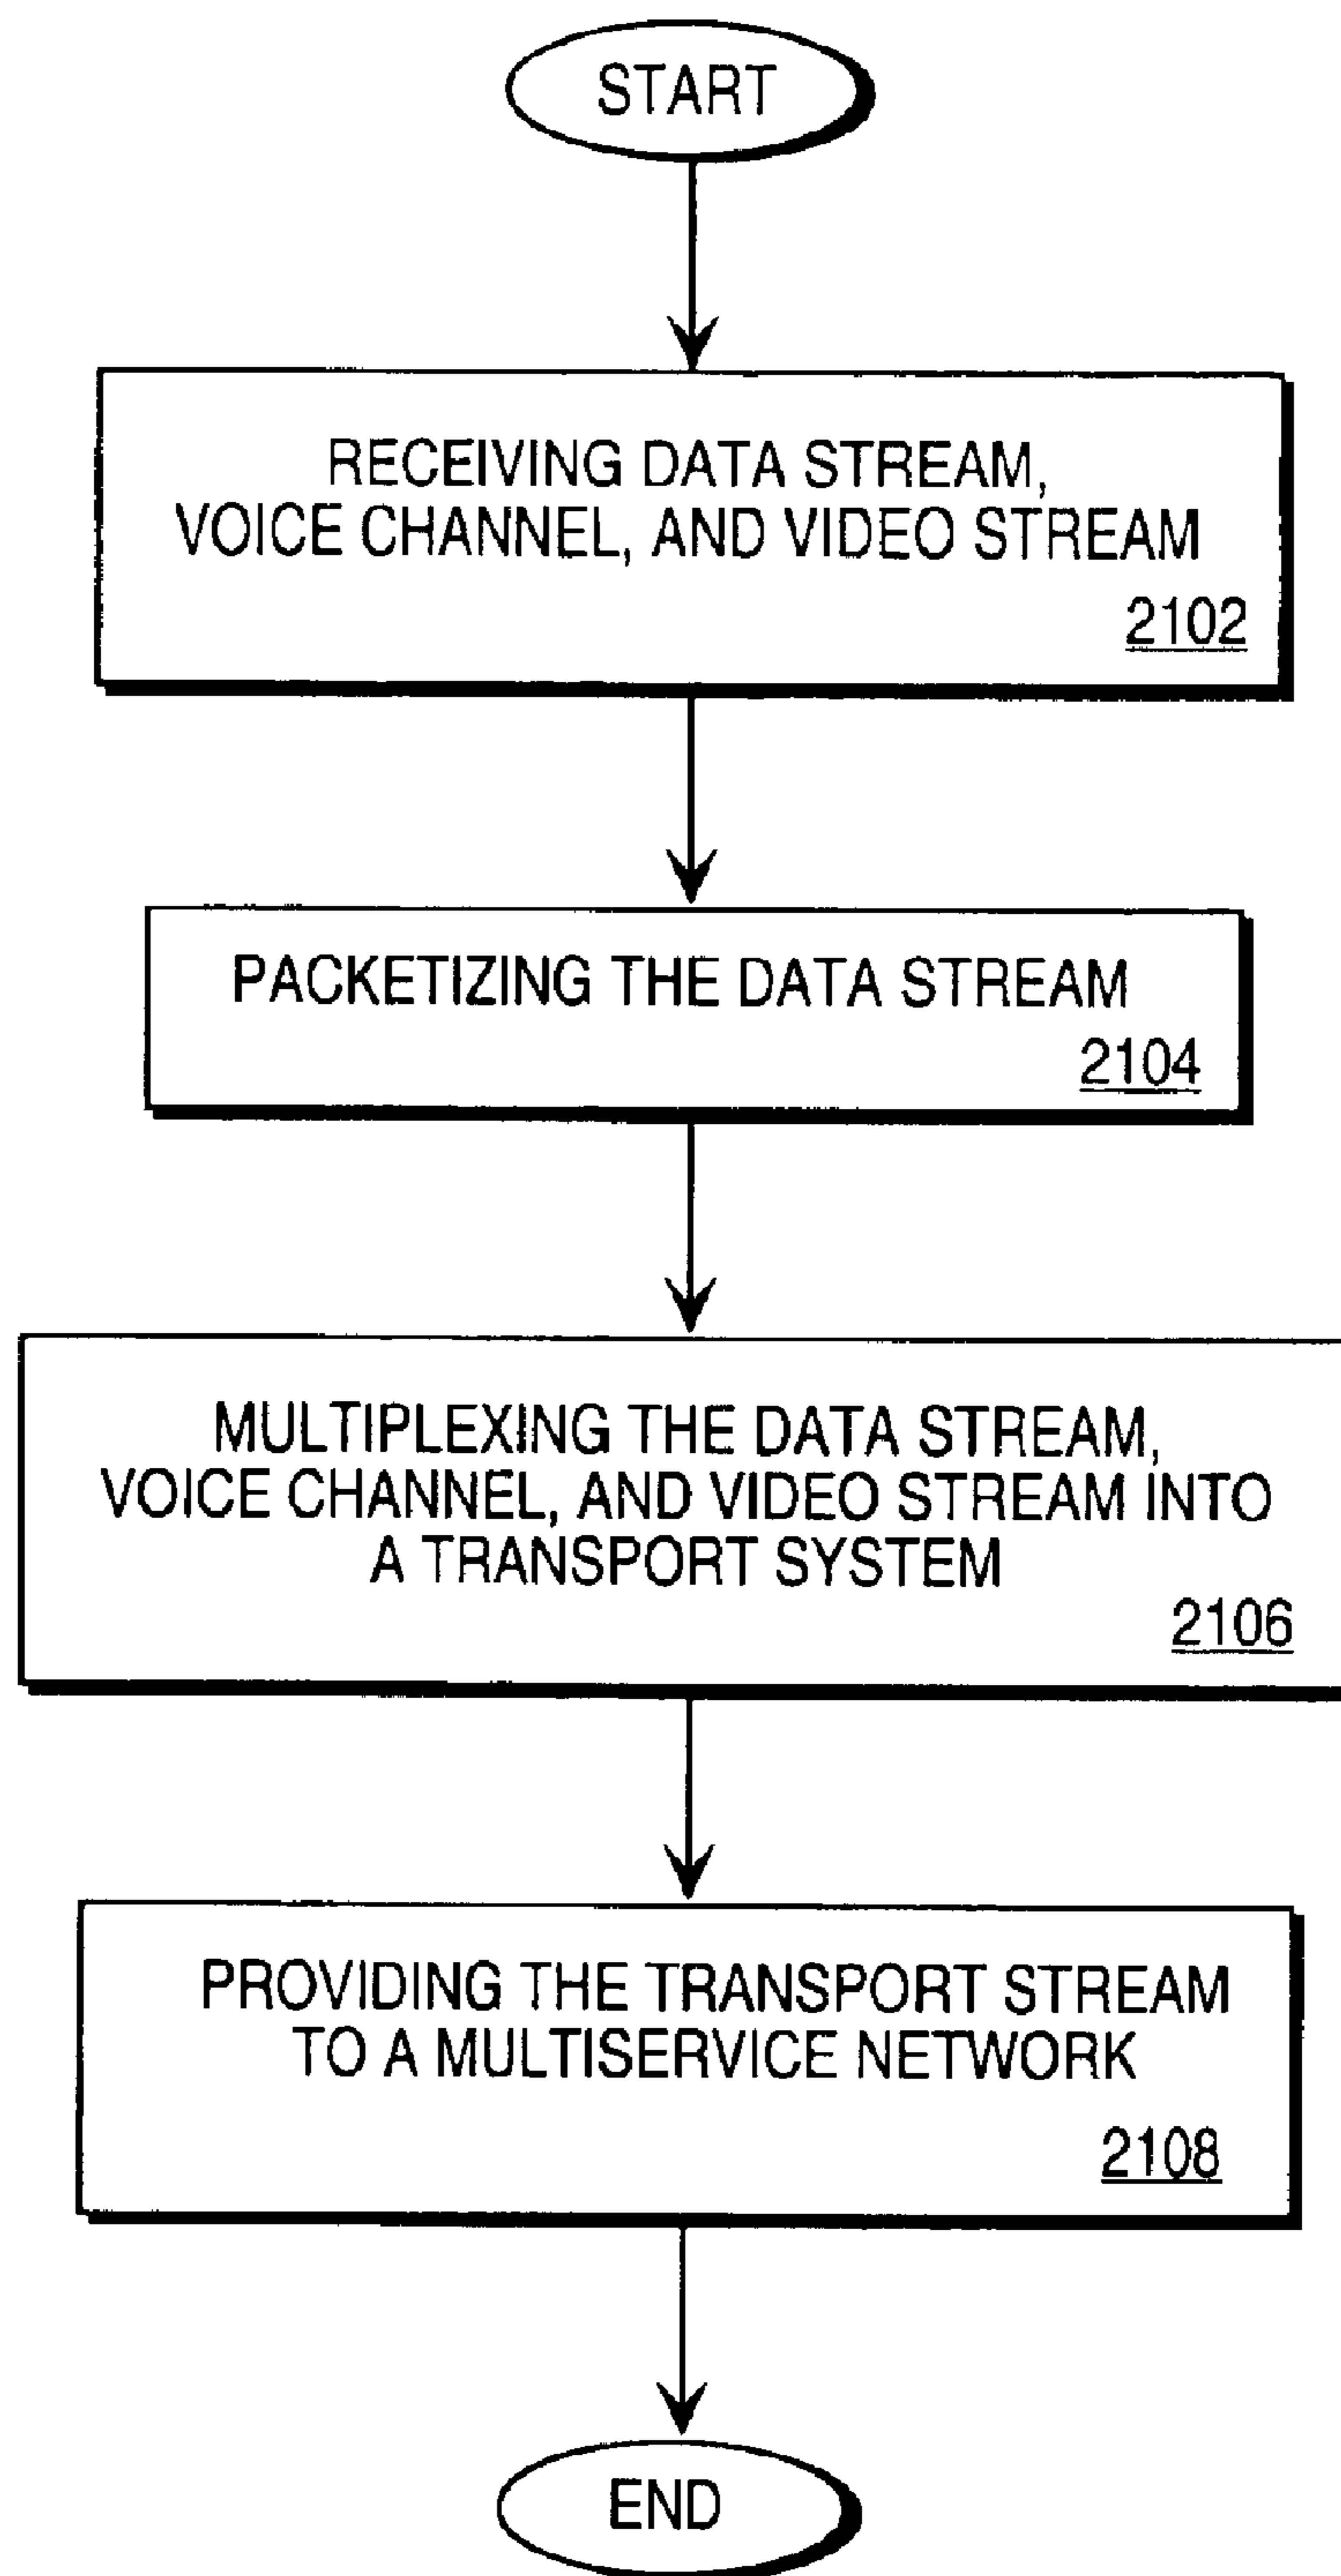 START
RECEIVING DATA STREAM,
VOICE CHANNEL, AND VIDEO STREAM
2102
PACKETIZING THE DATA STREAM
2104
MULTIPLEXING THE DATA STREAM,
VOICE CHANNEL, AND VIDEO STREAM INTO
A TRANSPORT SYSTEM
2106
PROVIDING THE TRANSPORT STREAM
TO A MULTISERVICE NETWORK
2108
END